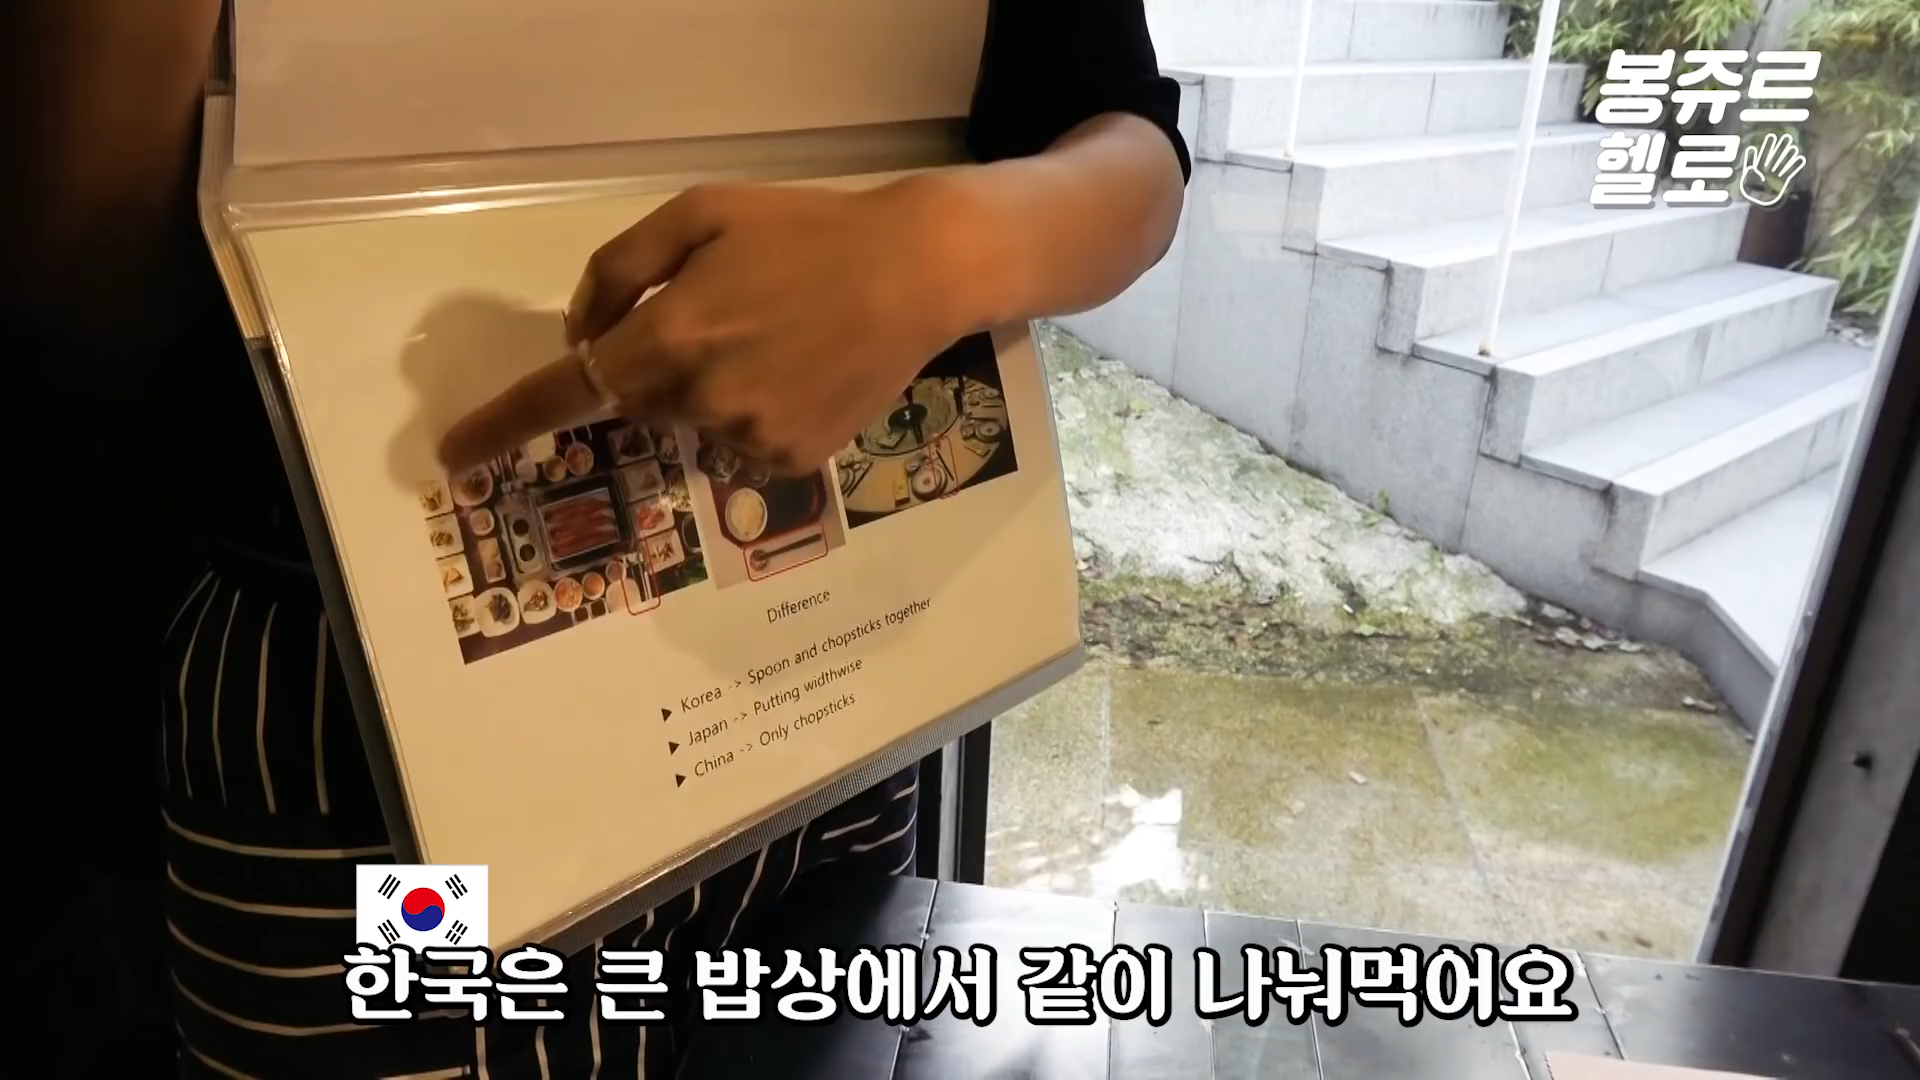 봉쥬르
헬로
Difference
▶ Korea -> Spoon and chopsticks together
▶ Japan -> Putting widthwise
▶ China -> Only chopsticks
한국은 큰 밥상에서 같이 나눠먹어요